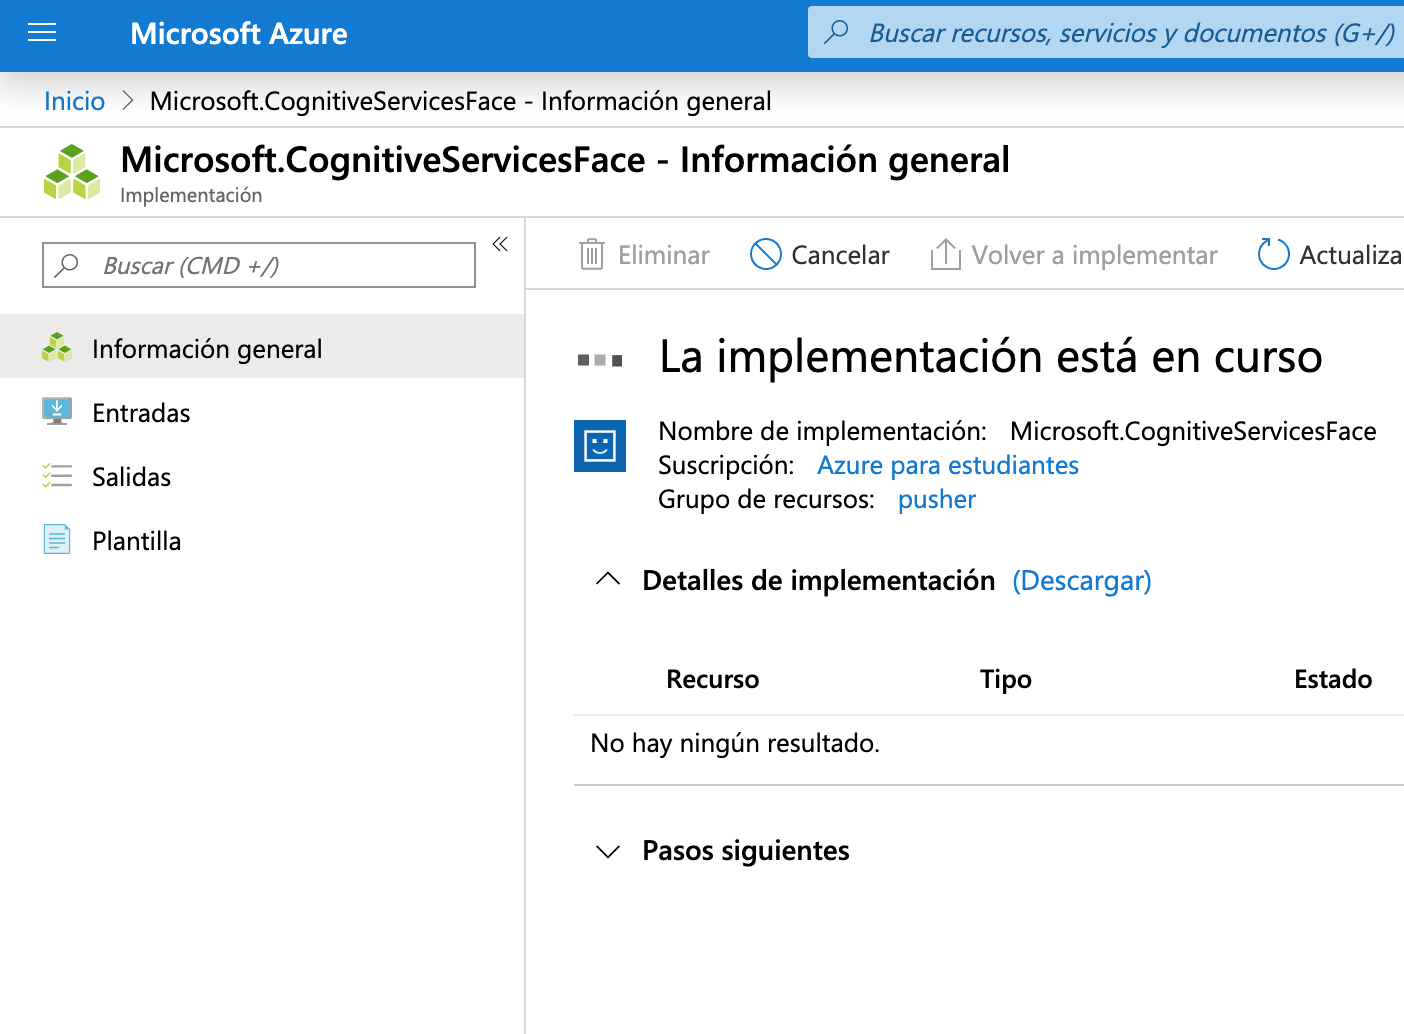 Microsoft Azure
Buscar recursos, servicios y documentos (G+/)
Inicio > Microsoft.CognitiveServicesFace - Información general
Microsoft.CognitiveServicesFace - Información general
Implementación
Buscar (CMD +/)
«
Información general
Entradas
Salidas
Plantilla
Eliminar Cancelar Volver a implementar Actualiza
La implementación está en curso
Nombre de implementación: Microsoft.CognitiveServicesFace
Suscripción: Azure para estudiantes
Grupo de recursos: pusher
Detalles de implementación (Descargar)
Recurso Tipo Estado
No hay ningún resultado.
Pasos siguientes